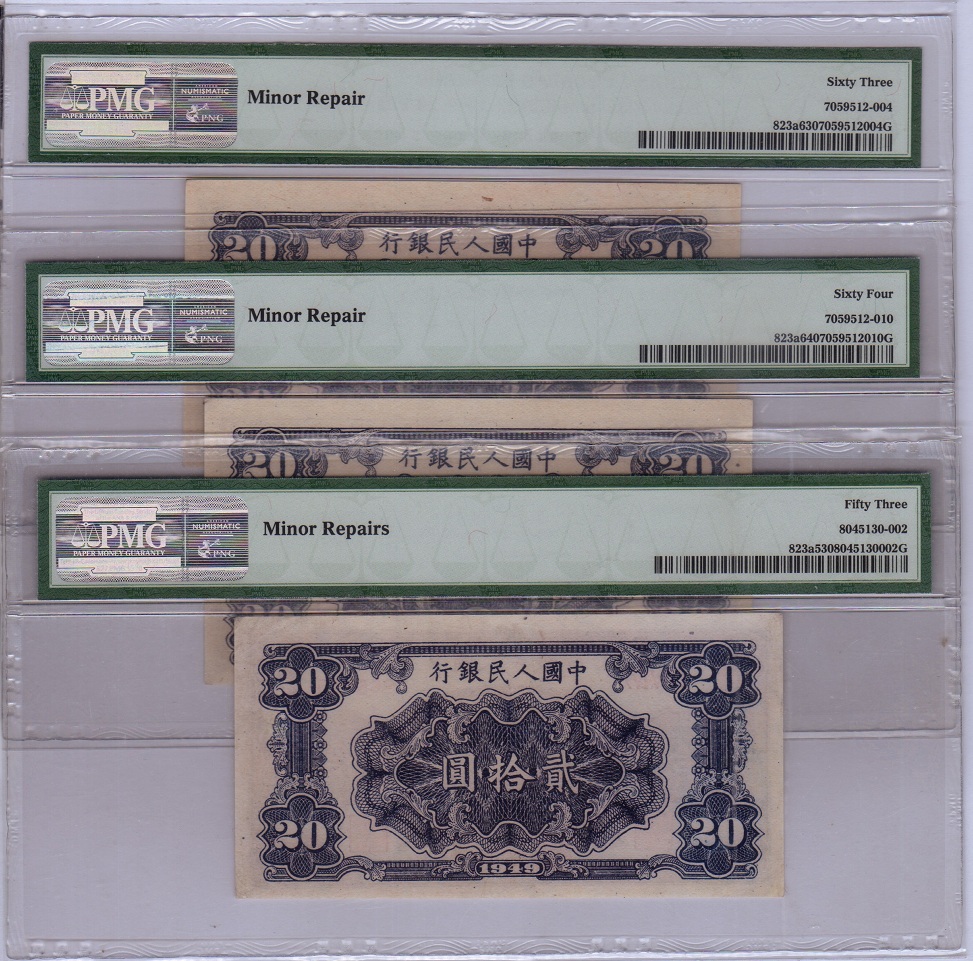 PMG
PAPER MONEY GUARANTY
NUMISMATIC
PNG
Minor Repair
Sixty Three
7059512-004
823a6307059512004G
行銀民人國中
20
20
PMG
PAPER MONEY GUARANTY
NUMISMATIC
PNG
Minor Repair
Sixty Four
7059512-010
823a6407059512010G
行銀民人國中
20
20
PMG
PAPER MONEY GUARANTY
NUMISMATIC
PNG
Minor Repairs
Fifty Three
8045130-002
823a5308045130002G
行銀民人國中
20
20
圓拾貳
20
20
1949